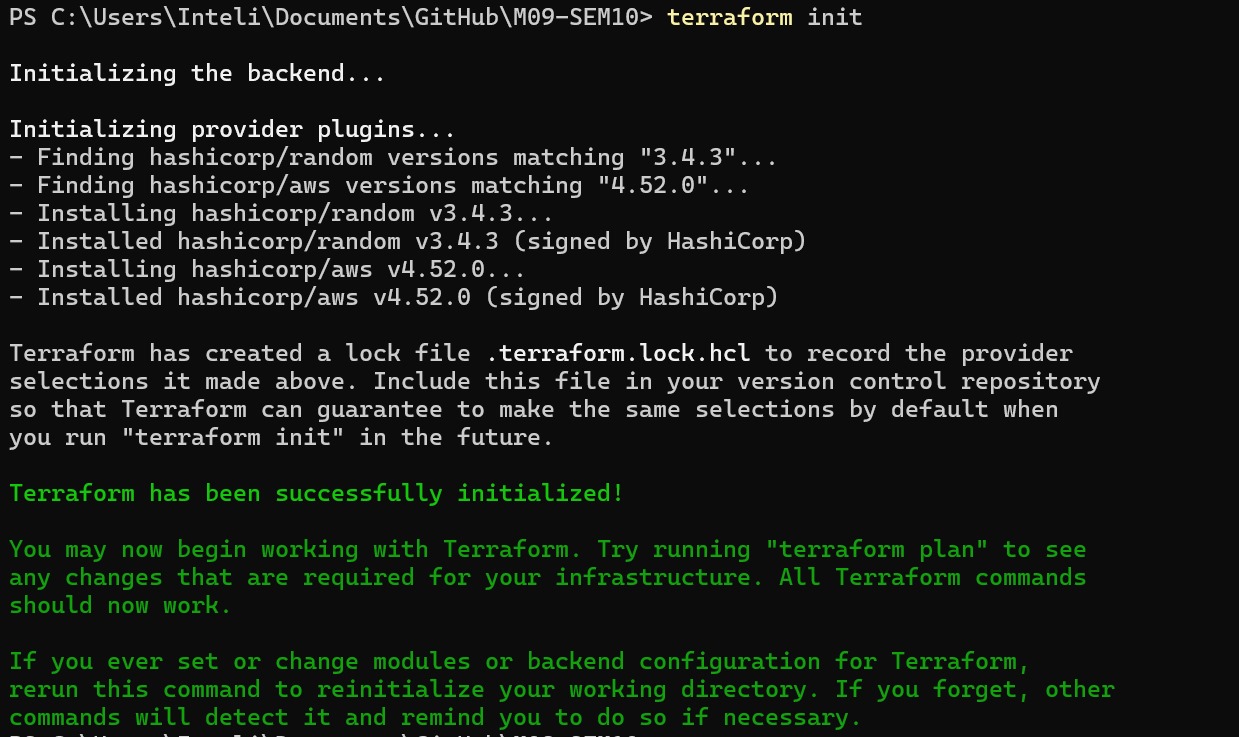 PS C:\Users\Inteli\Documents\GitHub\M09-SEM10> terraform init
Initializing the backend...
Initializing provider plugins...
- Finding hashicorp/random versions matching "3.4.3"...
- Finding hashicorp/aws versions matching "4.52.0"...
- Installing hashicorp/random v3.4.3...
- Installed hashicorp/random v3.4.3 (signed by HashiCorp)
- Installing hashicorp/aws v4.52.0...
- Installed hashicorp/aws v4.52.0 (signed by HashiCorp)
Terraform has created a lock file .terraform.lock.hcl to record the provider
selections it made above. Include this file in your version control repository
so that Terraform can guarantee to make the same selections by default when
you run "terraform init" in the future.
Terraform has been successfully initialized!
You may now begin working with Terraform. Try running "terraform plan" to see
any changes that are required for your infrastructure. All Terraform commands
should now work.
If you ever set or change modules or backend configuration for Terraform,
rerun this command to reinitialize your working directory. If you forget, other
commands will detect it and remind you to do so if necessary.